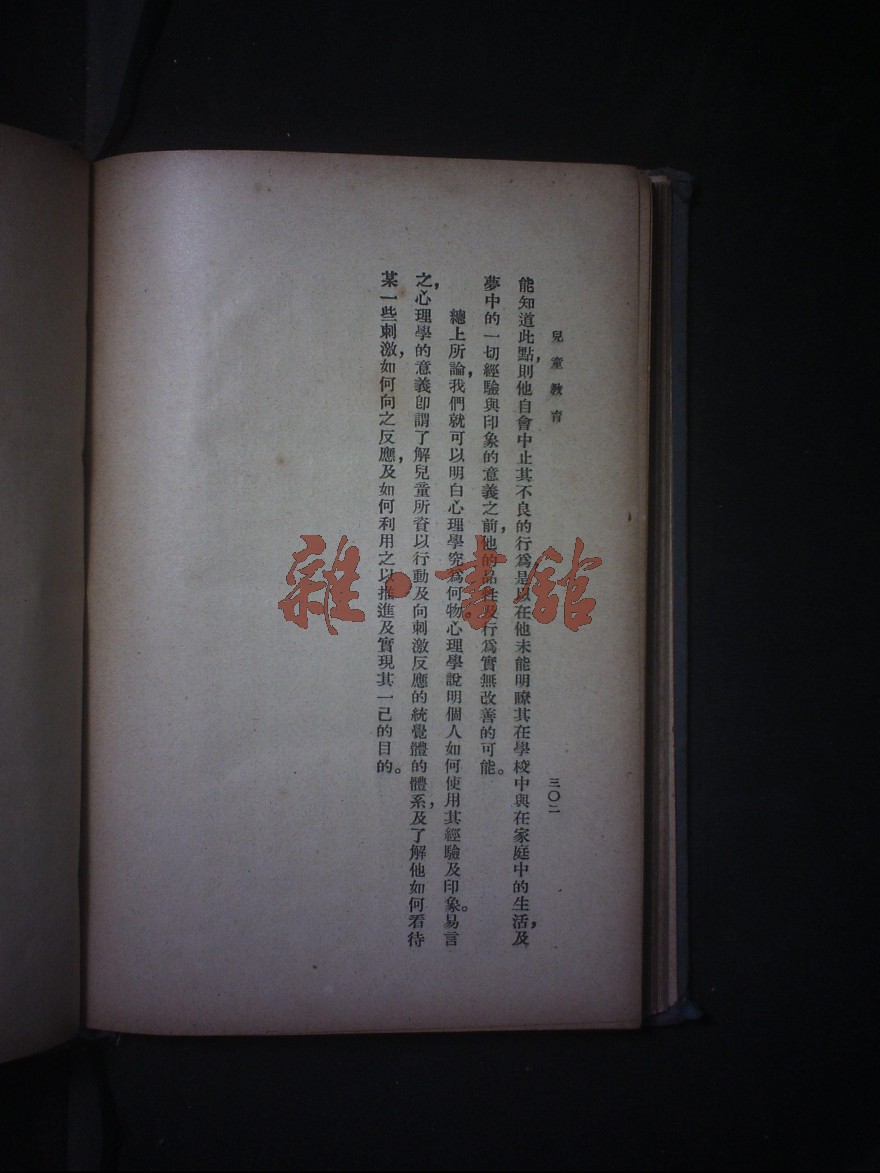 兒童教育
三〇二
能知道此點，則他自會中止其不良的行爲是以在他未能明瞭其在學校中與在家庭中的生活，及
夢中的一切經驗與印象的意義之前，他的品性及行爲實無改善的可能。
總上所論，我們就可以明白心理學究爲何物。心理學說明個人如何使用其經驗及印象。易言
之，心理學的意義卽謂了解兒童所資以行動及向刺激反應的統覺體的體系，及了解他如何看待
某一些刺激，如何向之反應，及如何利用之以推進及實現其一己的目的。
雜·書館